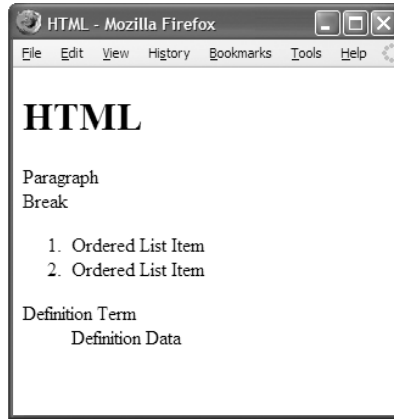 HTML - Mozilla Firefox
File Edit View History Bookmarks Tools Help
HTML
Paragraph
Break
1. Ordered List Item
2. Ordered List Item
Definition Term
Definition Data